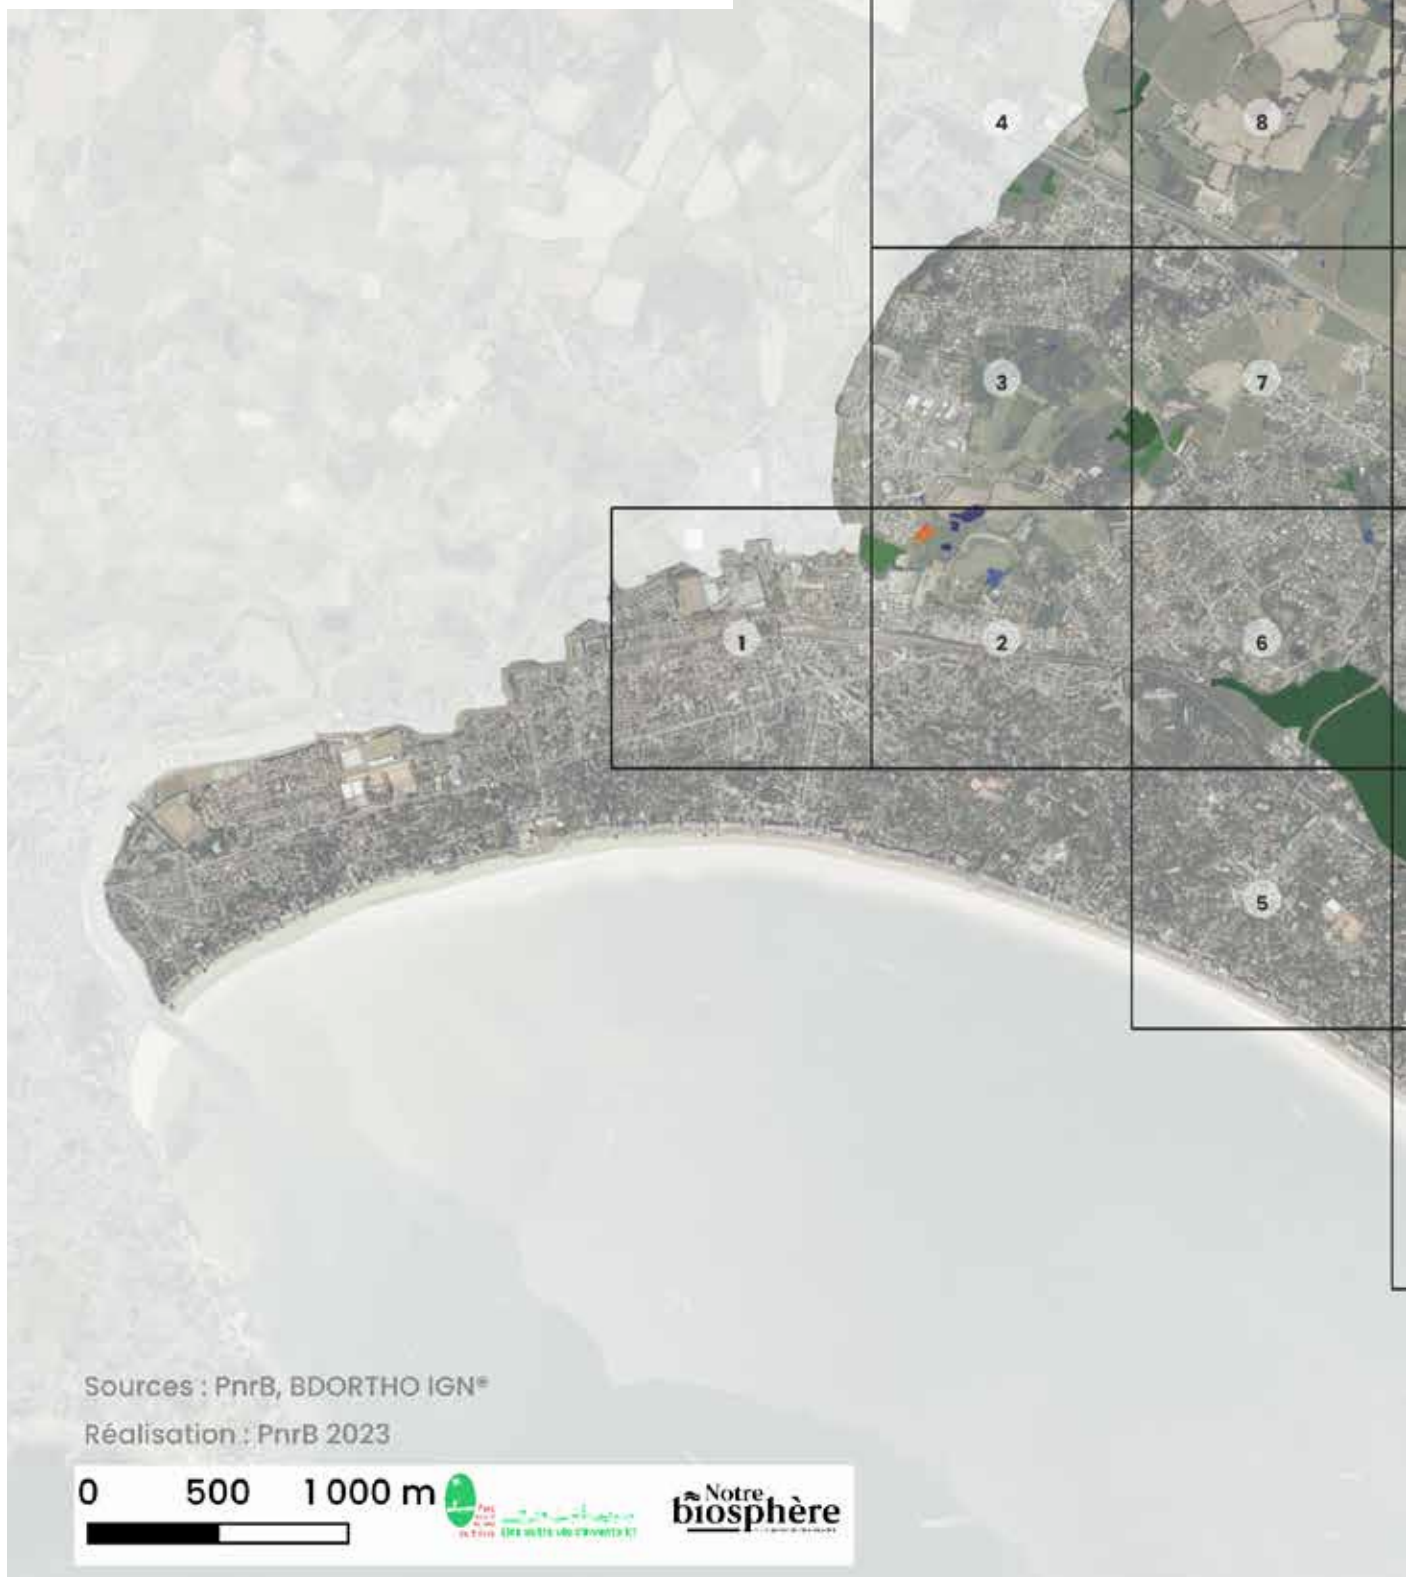 4
8
3
7
1
2
6
5
Sources : PnrB, BDORTHO IGN®
Réalisation : PnrB 2023
0 500 1 000 m
Notre
biosphère